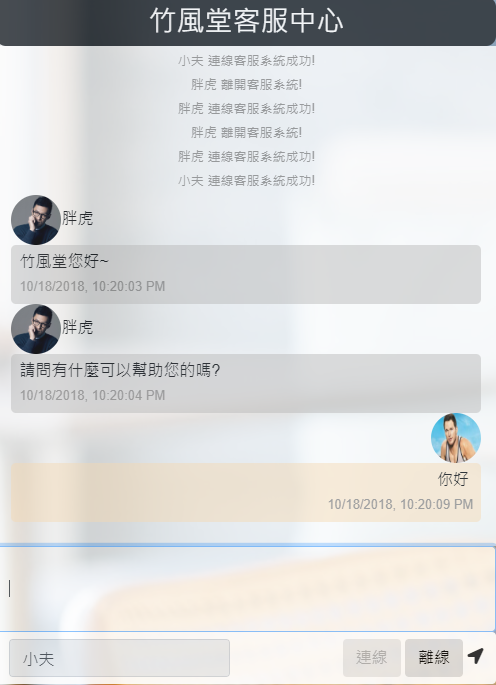 竹風堂客服中心
小夫 連線客服系統成功!
胖虎 離開客服系統!
胖虎 連線客服系統成功!
胖虎 離開客服系統!
胖虎 連線客服系統成功!
小夫 連線客服系統成功!
胖虎
竹風堂您好~
10/18/2018, 10:20:03 PM
胖虎
請問有什麼可以幫助您的嗎?
10/18/2018, 10:20:04 PM
你好
10/18/2018, 10:20:09 PM
小夫
連線
離線